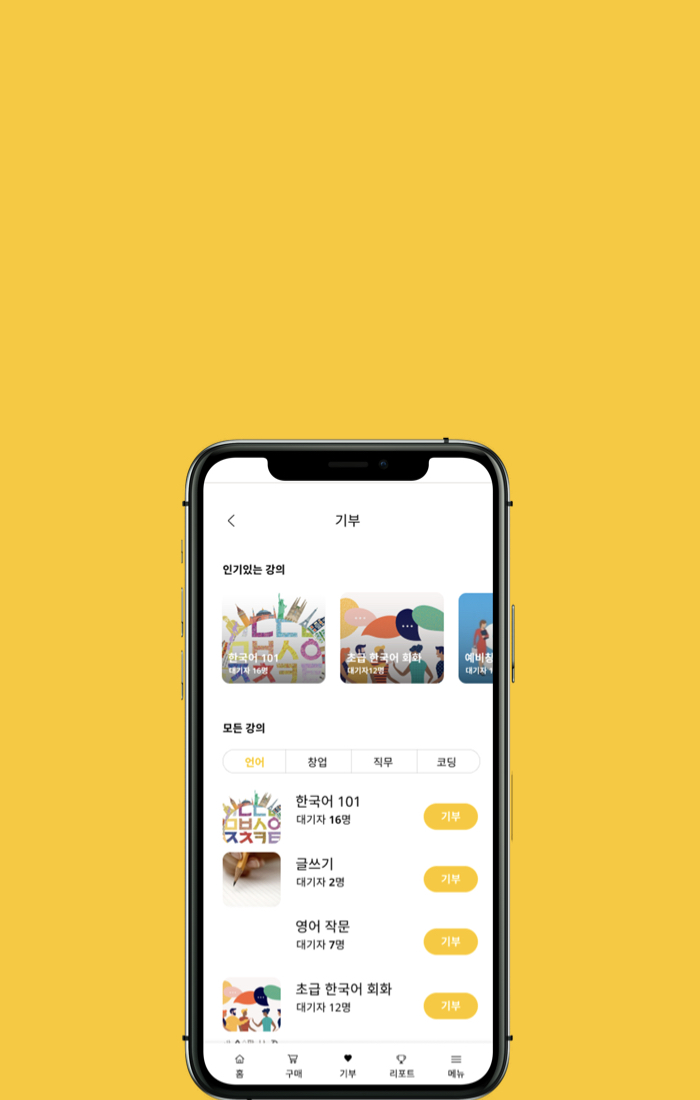 기부
인기있는 강의
한국어 101
대기자 16명
초급 한국어 회화
대기자12명
예비창
대기자
모든 강의
언어
창업
직무
코딩
한국어 101
대기자 16명
기부
글쓰기
대기자 2명
기부
영어 작문
대기자 7명
기부
초급 한국어 회화
대기자 12명
기부
홈
구매
기부
리포트
메뉴